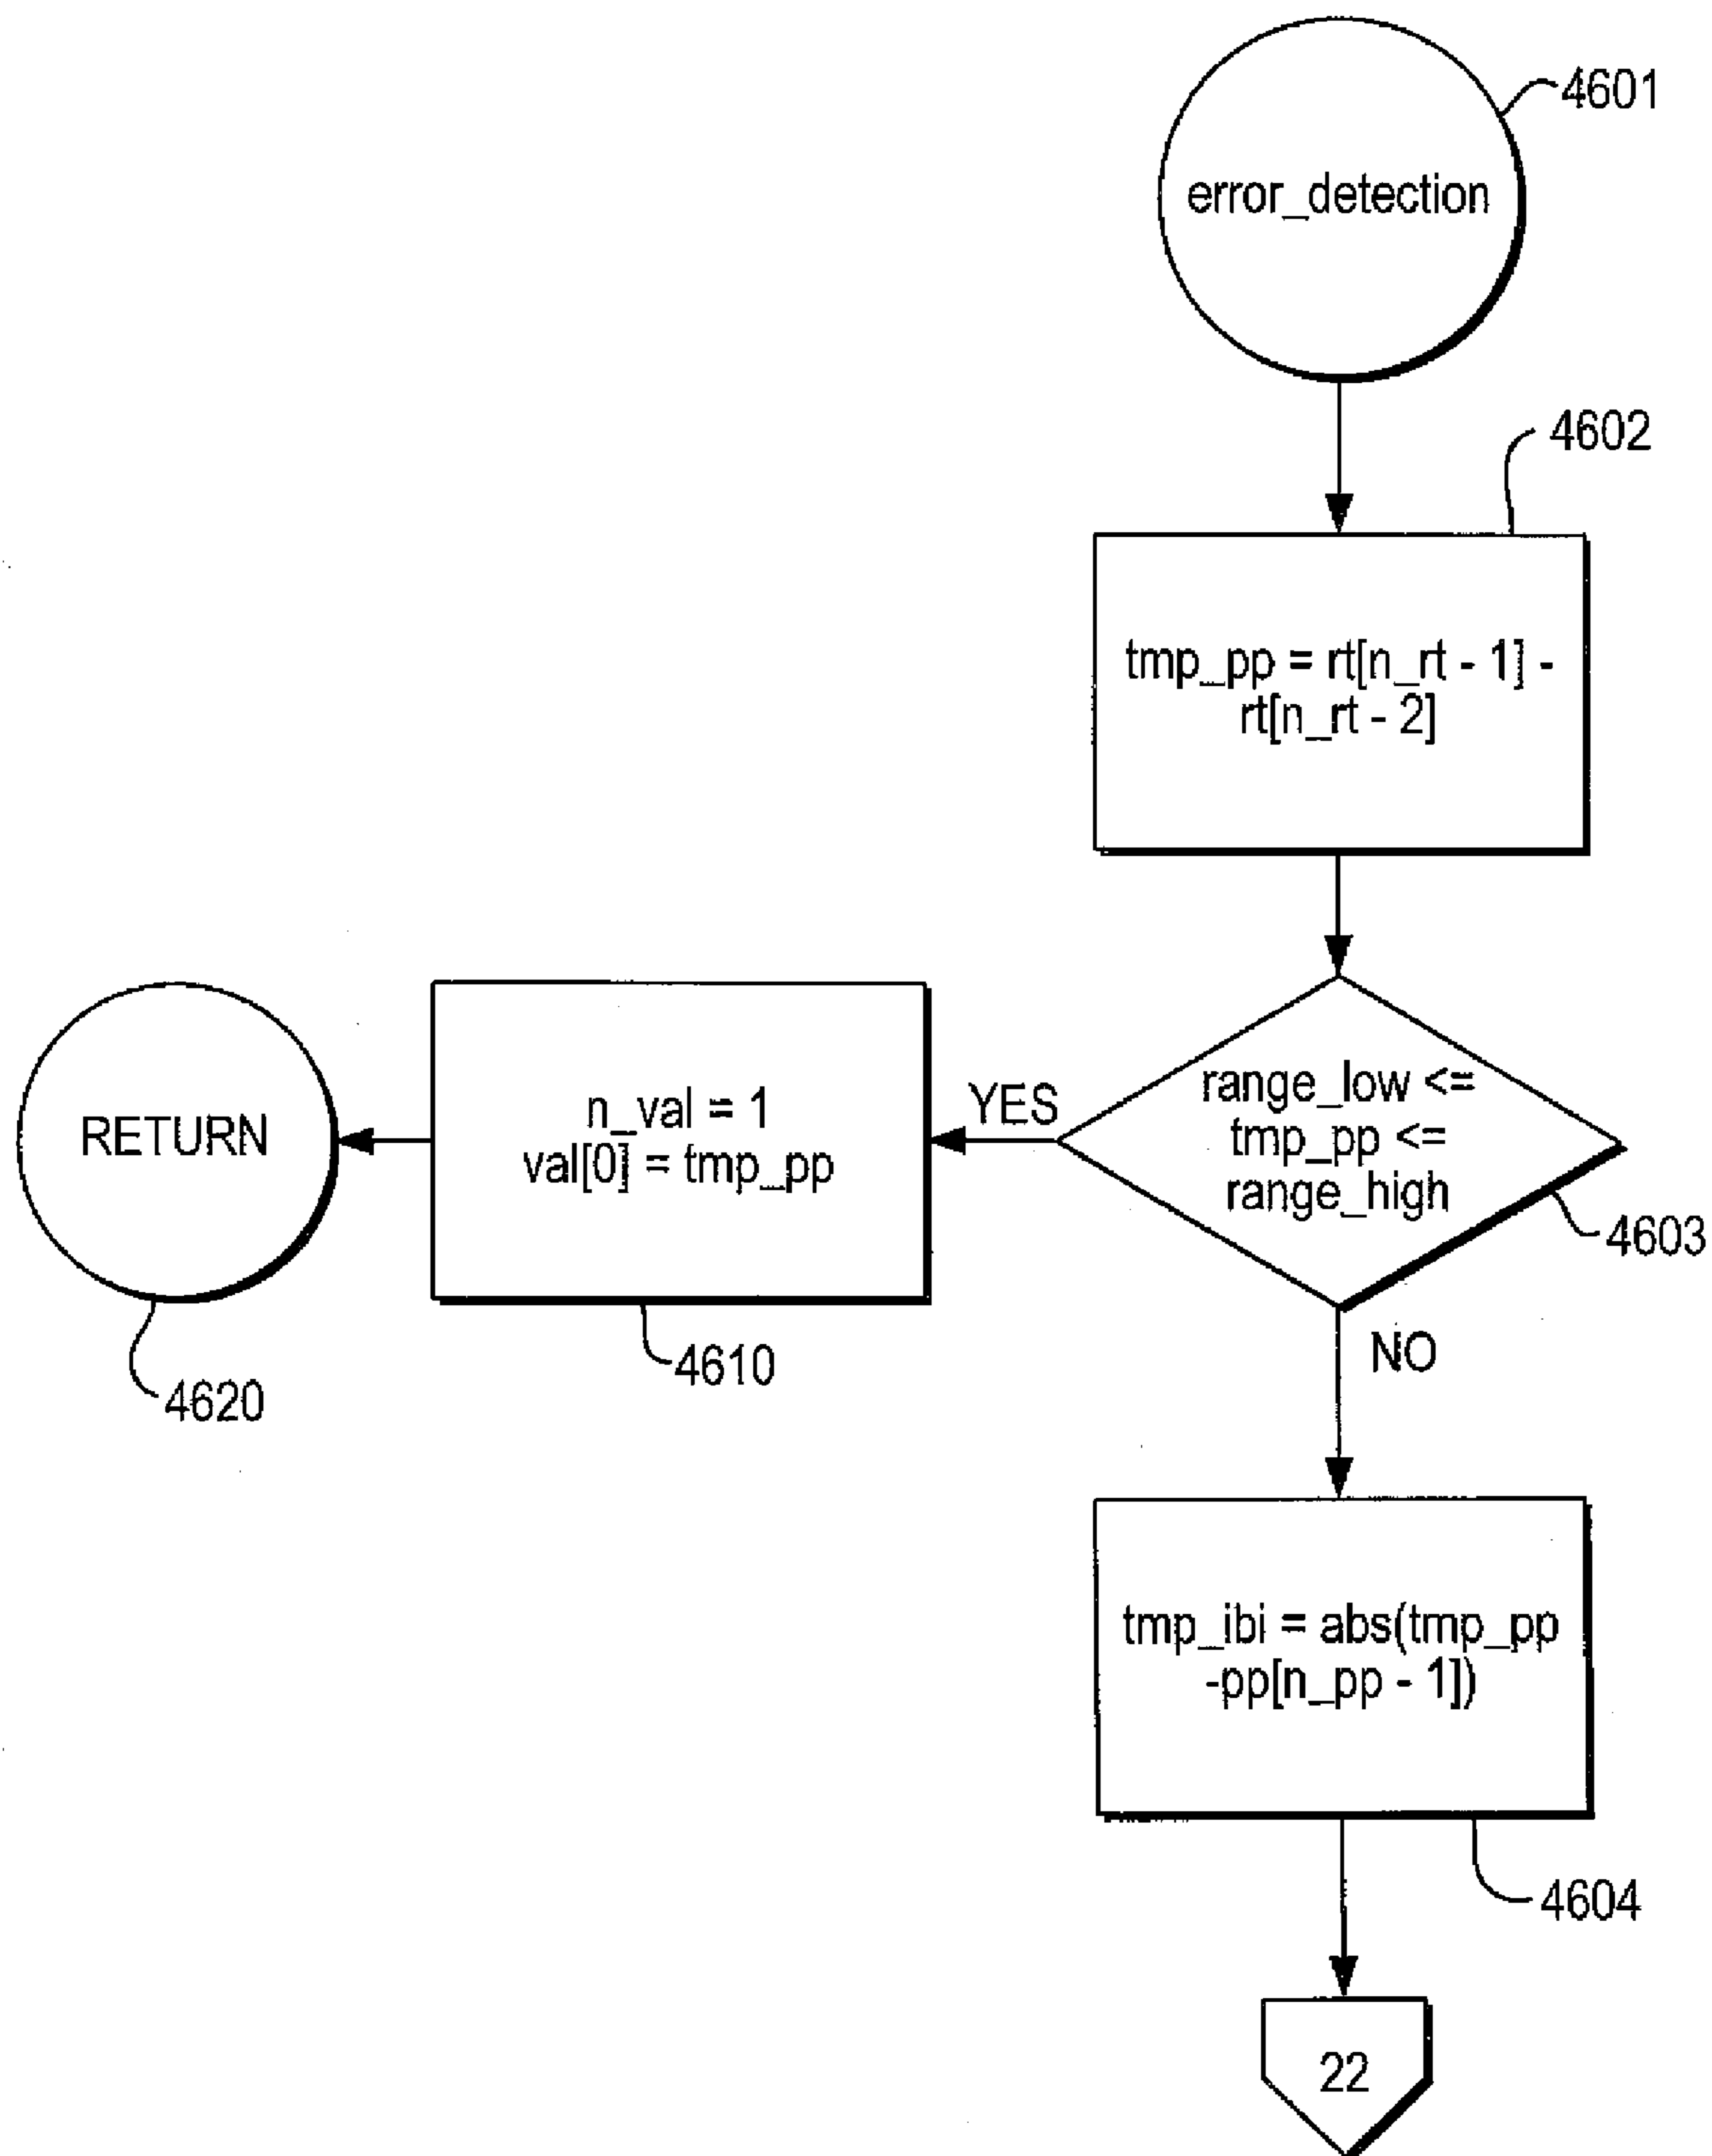 4601
error_detection
4602
tmp_pp = rt[n_rt - 1] -
rt[n_rt - 2]
RETURN
n_val = 1
val[0] = tmp_pp
YES
range_low <=
tmp_pp <=
range_high
4603
4610
4620
NO
tmp_ibi = abs(tmp_pp
-pp[n_pp - 1])
4604
22